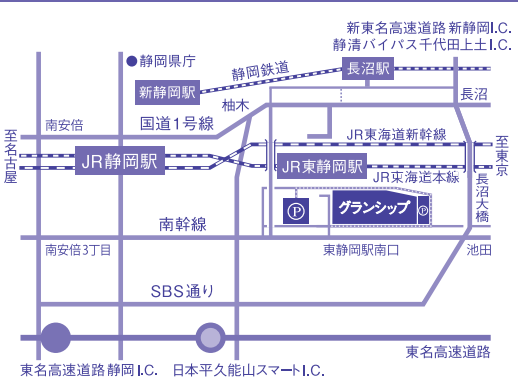 新東名高速道路 新静岡I.C.
静清バイパス千代田上土I.C.
静岡県庁
静岡鉄道
長沼駅
新静岡駅
柚木
長沼
南安倍
国道1号線
JR東海道新幹線
至名古屋
JR静岡駅
JR東静岡駅
至東京
JR東海道本線
長沼大橋
P
グランシップ
P
南幹線
南安倍3丁目
東静岡駅南口
池田
SBS通り
東名高速道路
東名高速道路 静岡I.C.
日本平久能山スマートI.C.